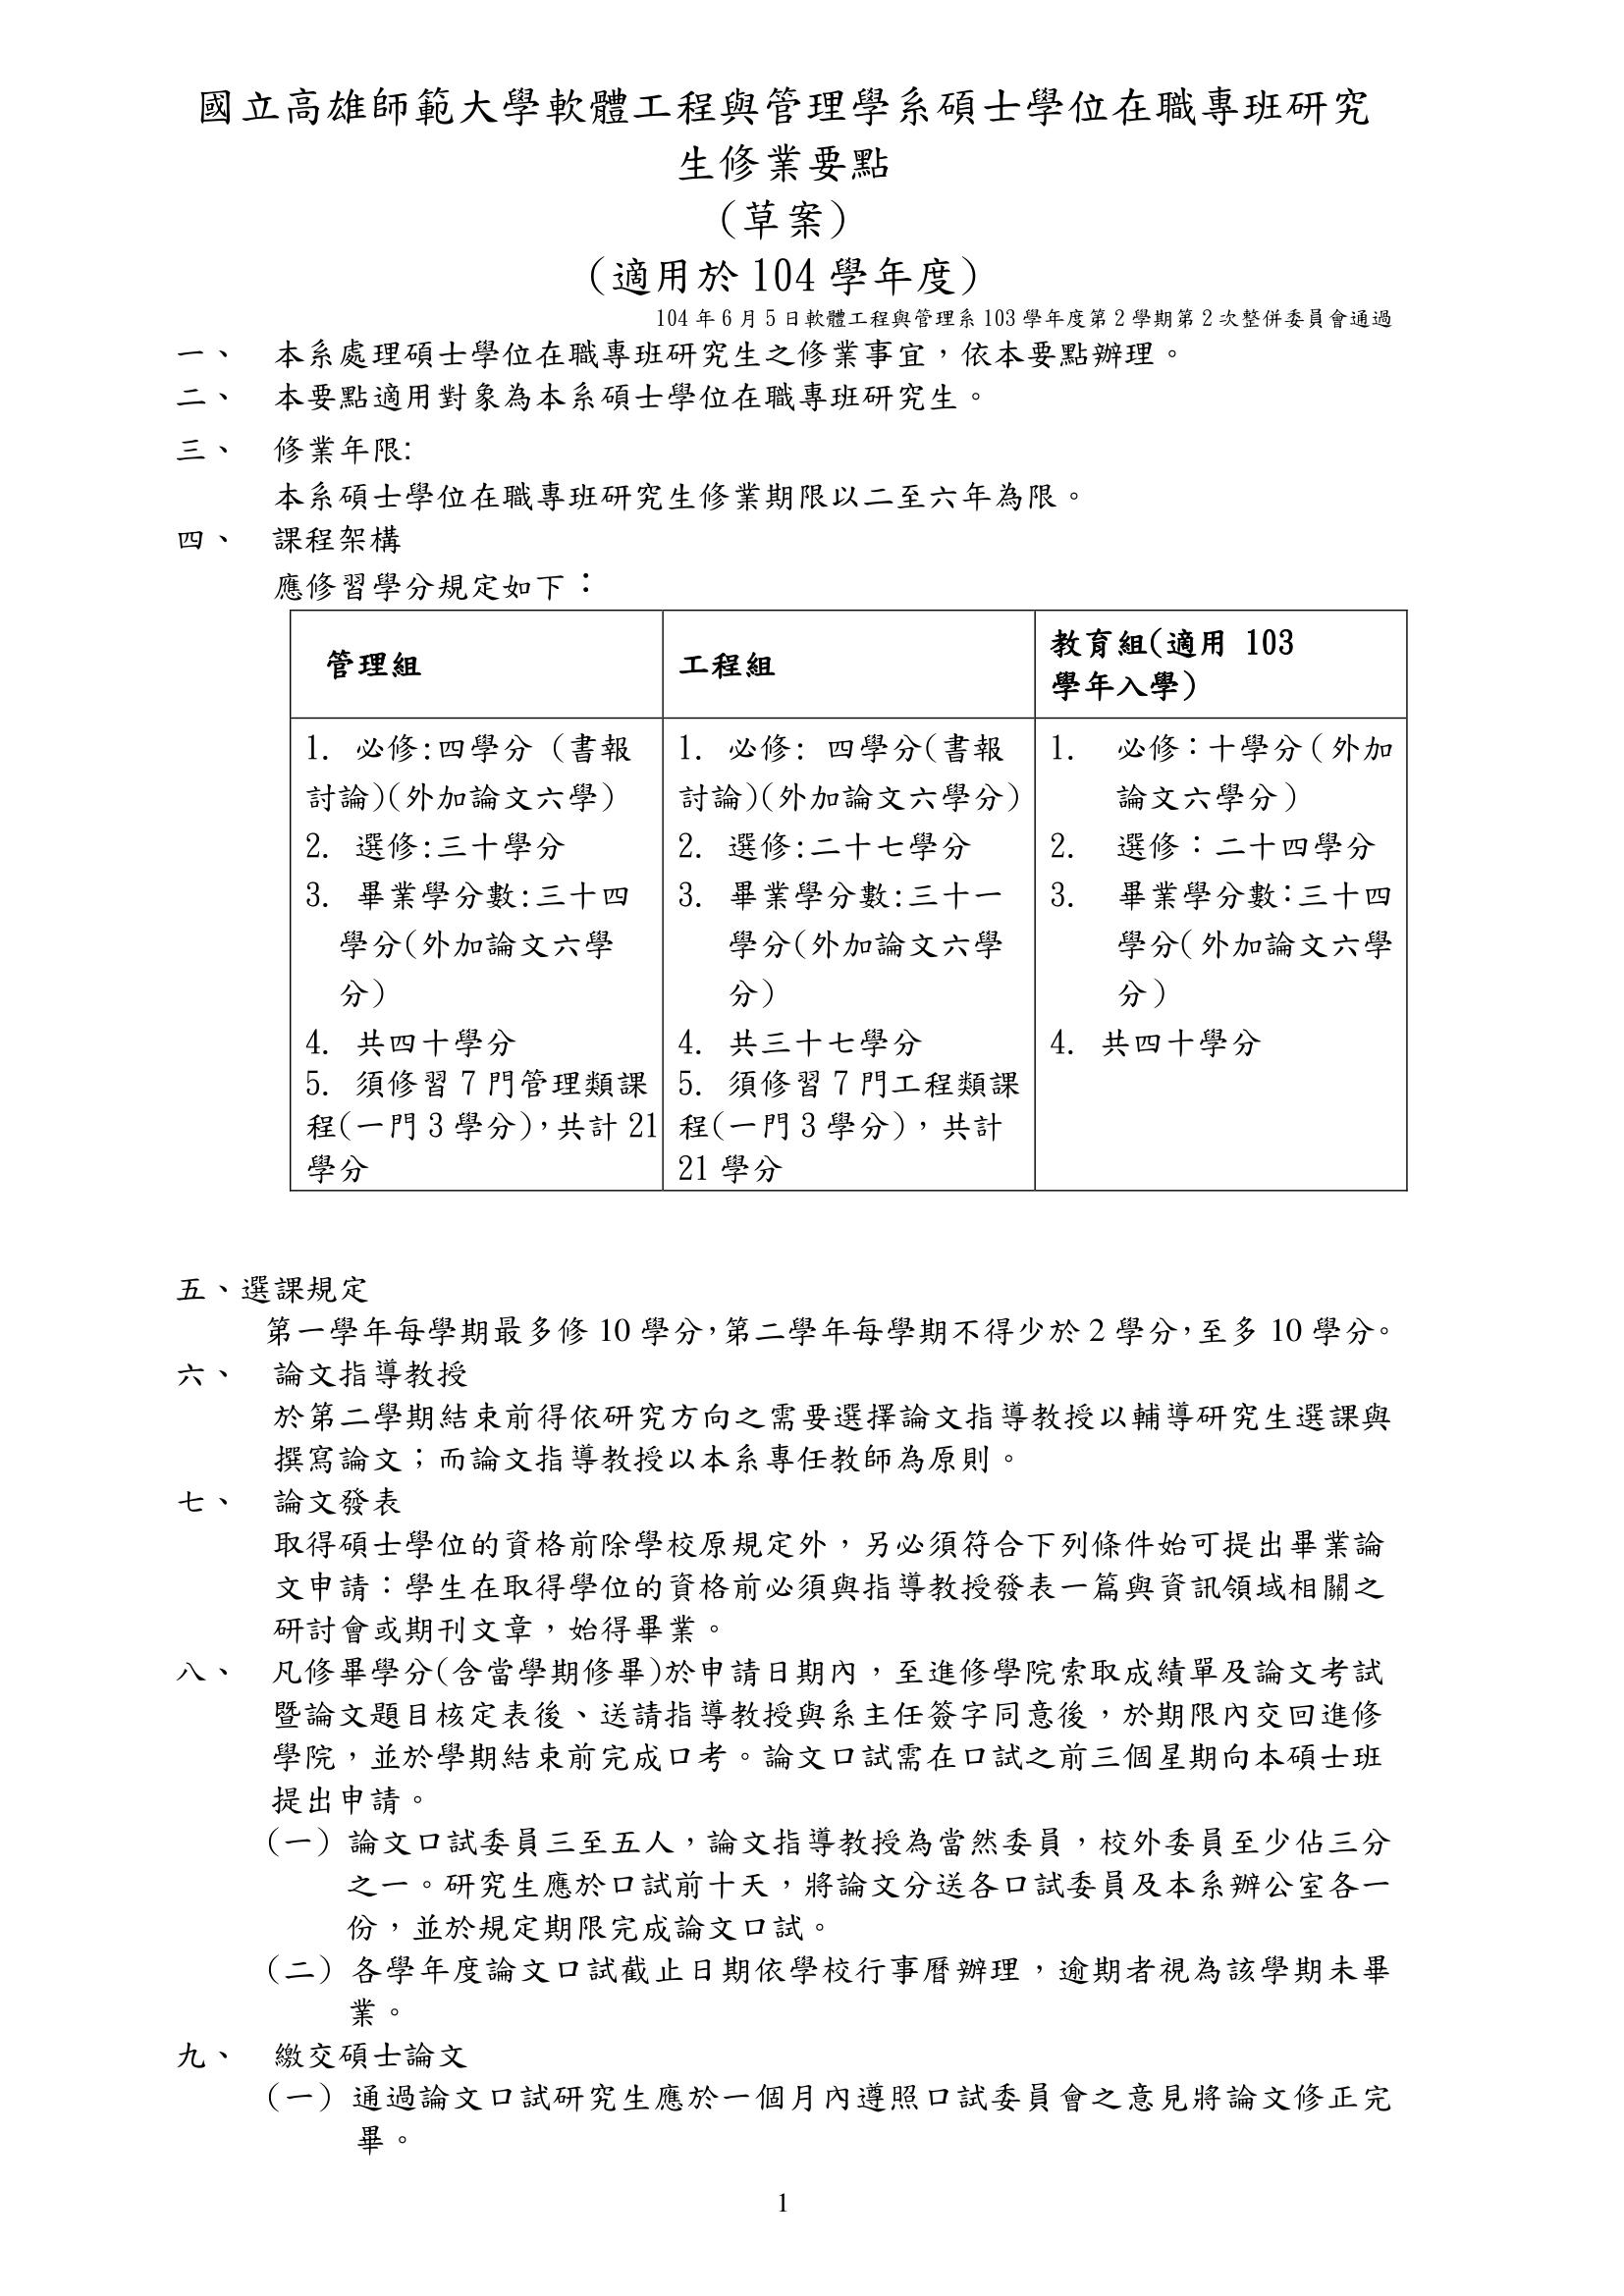 國立高雄師範大學軟體工程與管理學系碩士學位在職專班研究
生修業要點
(草案)
(適用於 104 學年度)
104 年 6 月 5 日軟體工程與管理系 103 學年度第 2 學期第 2 次整併委員會通過
一、 本系處理碩士學位在職專班研究生之修業事宜，依本要點辦理。
二、 本要點適用對象為本系碩士學位在職專班研究生。
三、 修業年限:
本系碩士學位在職專班研究生修業期限以二至六年為限。
四、 課程架構
應修習學分規定如下：
管理組
1. 必修:四學分 (書報
討論)(外加論文六學)
2. 選修:三十學分
3. 畢業學分數:三十四
學分(外加論文六學
分)
4. 共四十學分
5. 須修習 7 門管理類課
程(一門 3 學分)，共計 21
學分
工程組
1. 必修: 四學分(書報
討論)(外加論文六學分)
2. 選修:二十七學分
3. 畢業學分數:三十一
學分(外加論文六學
分)
4. 共三十七學分
5. 須修習 7 門工程類課
程(一門 3 學分)，共計
21 學分
教育組(適用 103
學年入學)
1. 必修：十學分 ( 外加
論文六學分 )
2. 選修：二十四學分
3. 畢業學分數：三十四
學分( 外加論文六學
分 )
4. 共四十學分
五、選課規定
第一學年每學期最多修 10 學分，第二學年每學期不得少於 2 學分，至多 10 學分。
六、 論文指導教授
於第二學期結束前得依研究方向之需要選擇論文指導教授以輔導研究生選課與
撰寫論文；而論文指導教授以本系專任教師為原則。
七、 論文發表
取得碩士學位的資格前除學校原規定外，另必須符合下列條件始可提出畢業論
文申請：學生在取得學位的資格前必須與指導教授發表一篇與資訊領域相關之
研討會或期刊文章，始得畢業。
八、 凡修畢學分(含當學期修畢)於申請日期內，至進修學院索取成績單及論文考試
暨論文題目核定表後、送請指導教授與系主任簽字同意後，於期限內交回進修
學院，並於學期結束前完成口考。論文口試需在口試之前三個星期向本碩士班
提出申請。
(一) 論文口試委員三至五人，論文指導教授為當然委員，校外委員至少佔三分
之一。研究生應於口試前十天，將論文分送各口試委員及本系辦公室各一
份，並於規定期限完成論文口試。
(二) 各學年度論文口試截止日期依學校行事曆辦理，逾期者視為該學期未畢
業。
九、 繳交碩士論文
(一) 通過論文口試研究生應於一個月內遵照口試委員會之意見將論文修正完
畢。
1